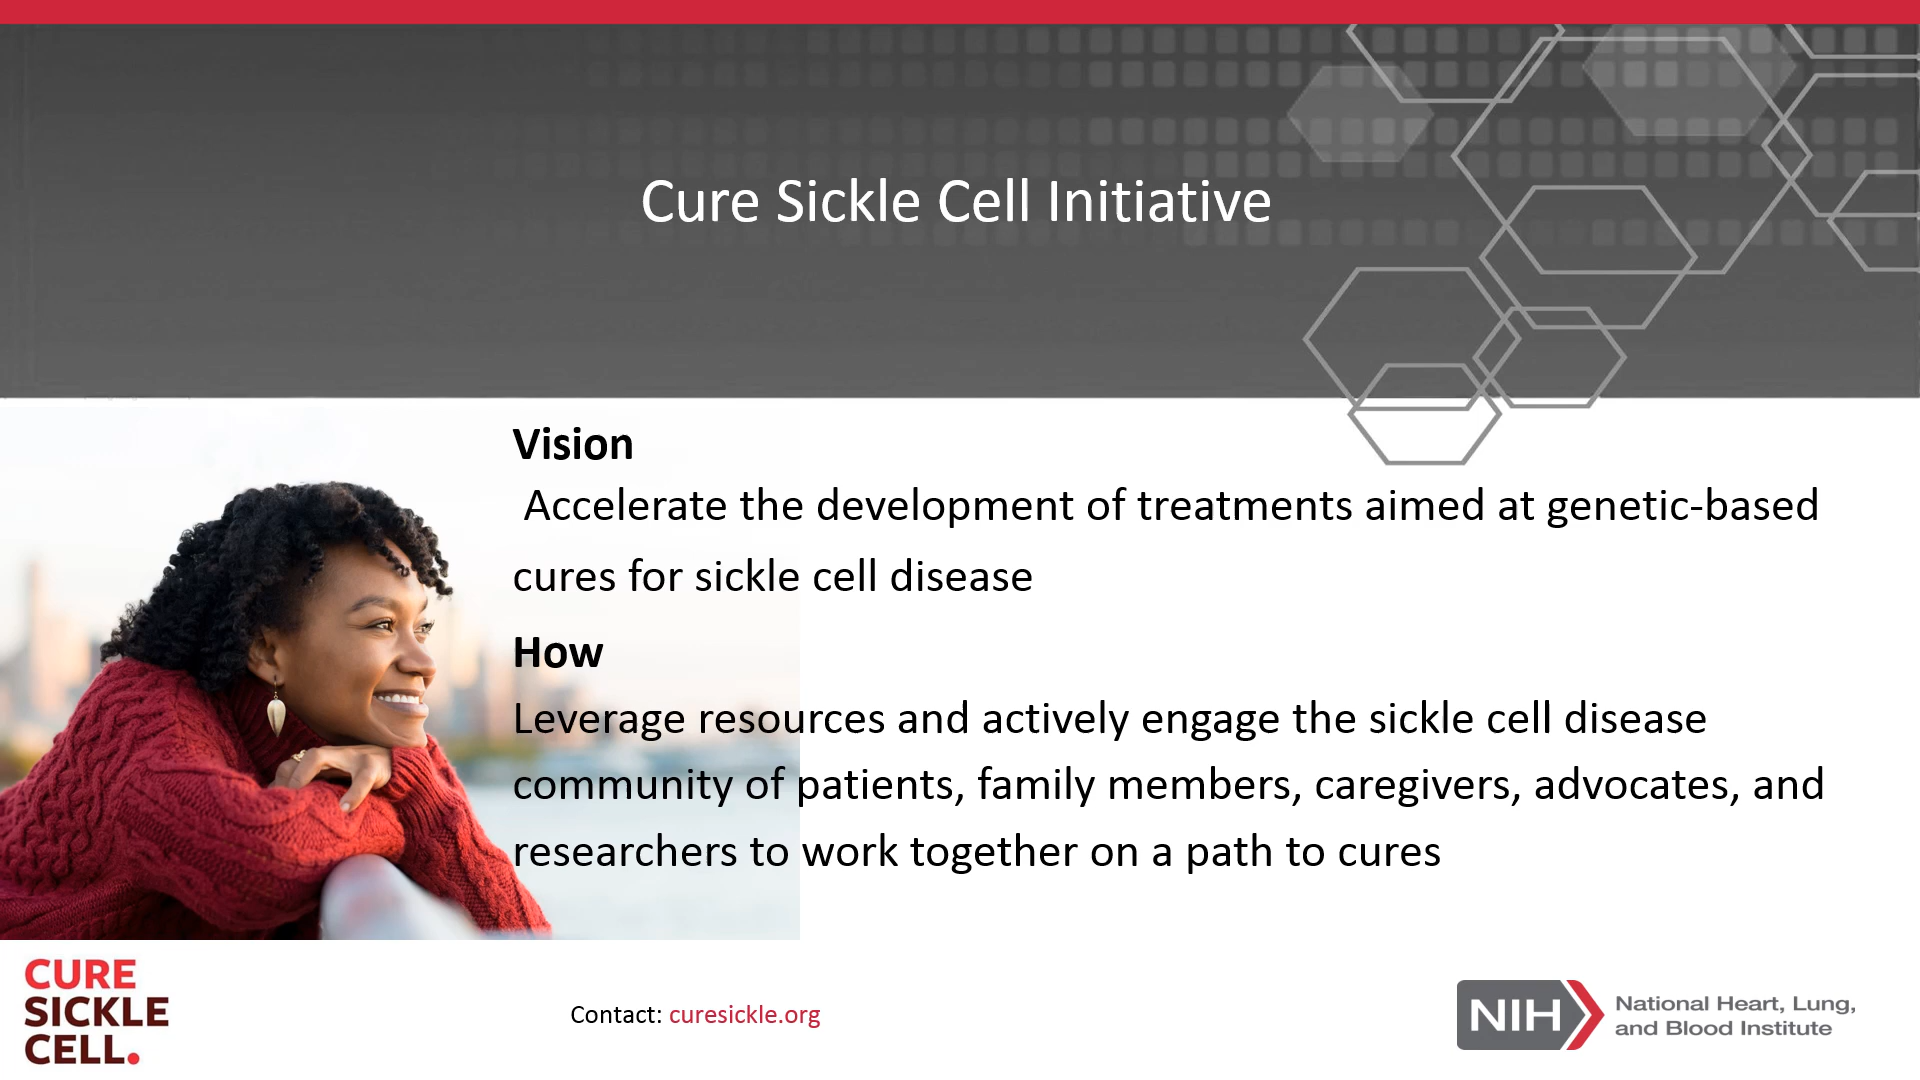 Cure Sickle Cell Initiative
Vision
Accelerate the development of treatments aimed at genetic-based
cures for sickle cell disease
How
Leverage resources and actively engage the sickle cell disease
community of patients, family members, caregivers, advocates, and
researchers to work together on a path to cures
CURE
SICKLE
CELL.
Contact: curesickle.org
NIH
National Heart, Lung,
and Blood Institute